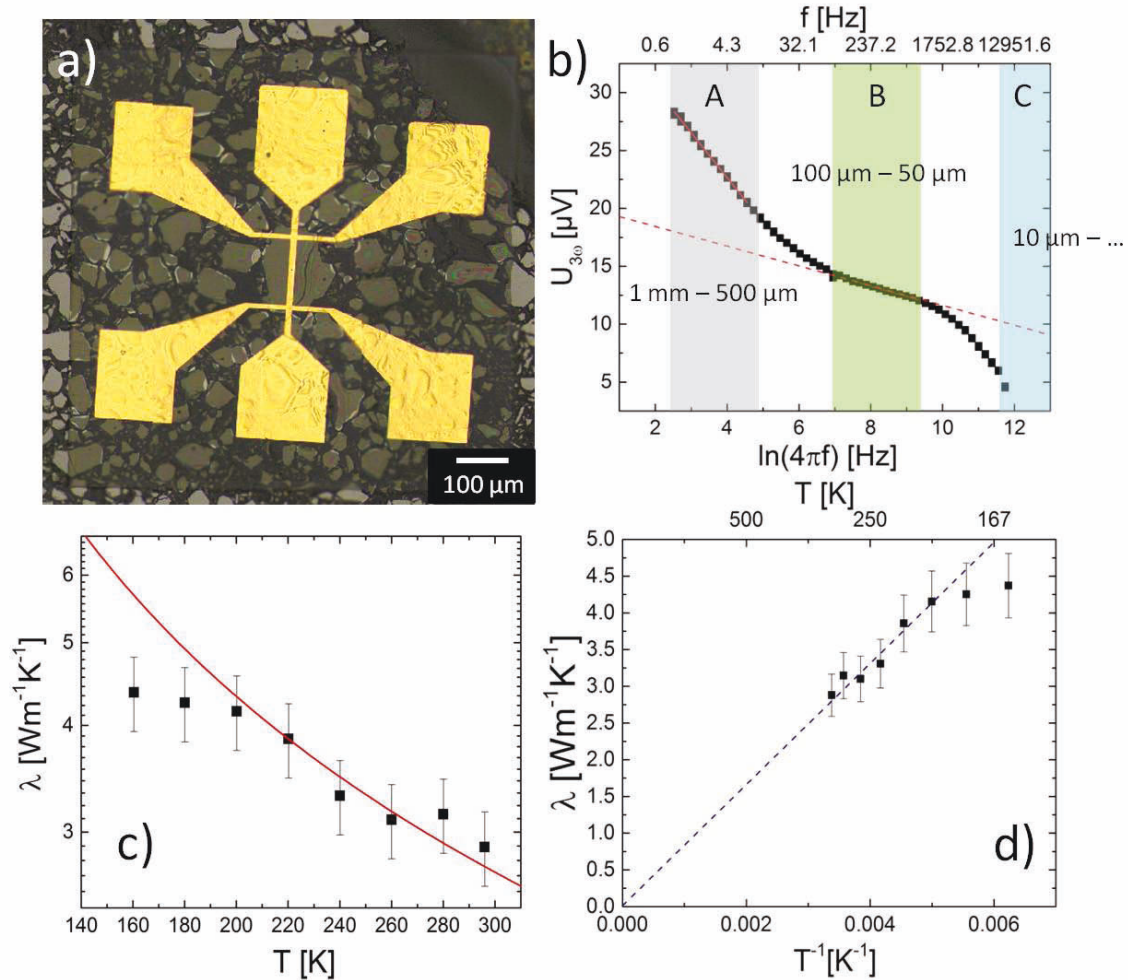 a)
100 µm
f [Hz]
0.6 4.3 32.1 237.2 1752.8 12951.6
b)
A B C
30
25
20
15
10
5
U3ω [µV]
100 µm – 50 µm
10 µm – ...
1 mm – 500 µm
2 4 6 8 10 12
ln(4πf) [Hz]
6
5
4
3
λ [Wm-1K-1]
c)
140 160 180 200 220 240 260 280 300
T [K]
T [K]
500 250 167
5.0
4.5
4.0
3.5
3.0
2.5
2.0
1.5
1.0
0.5
0.0
λ [Wm-1K-1]
d)
0.000 0.002 0.004 0.006
T-1[K-1]